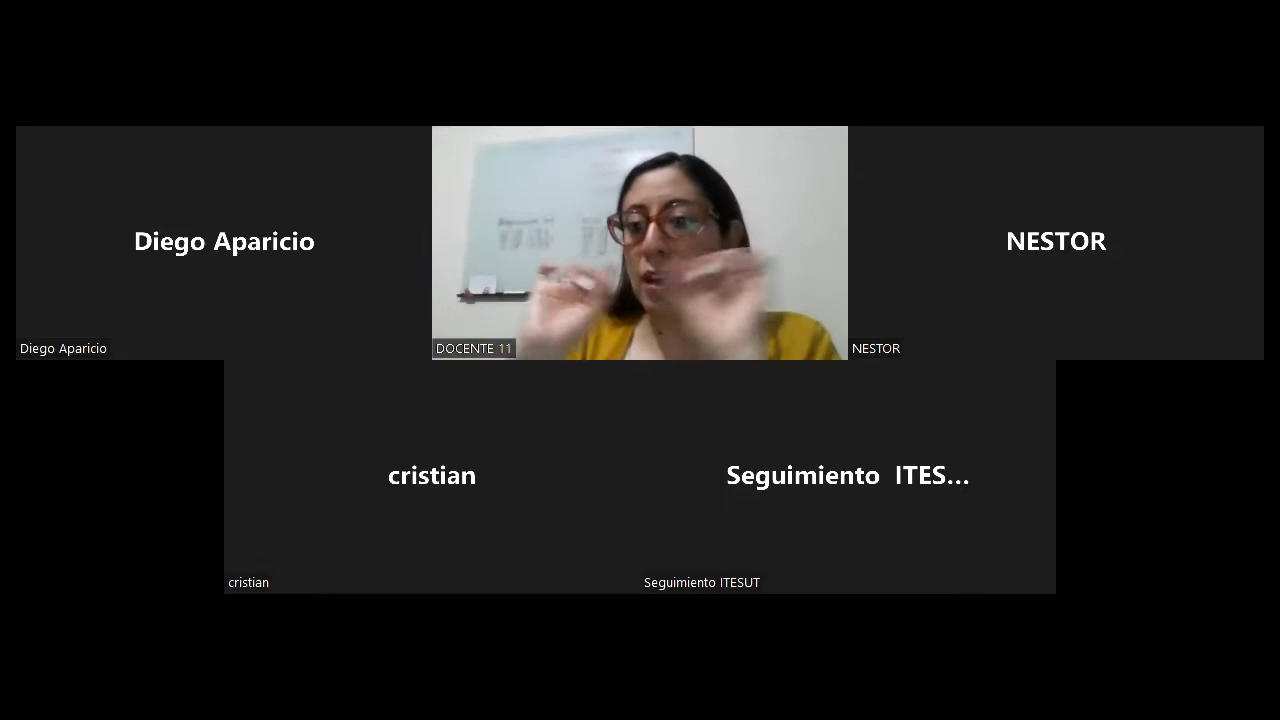 Diego Aparicio
NESTOR
Diego Aparicio
DOCENTE 11
NESTOR
cristian
Seguimiento ITES...
cristian
Seguimiento ITESUT